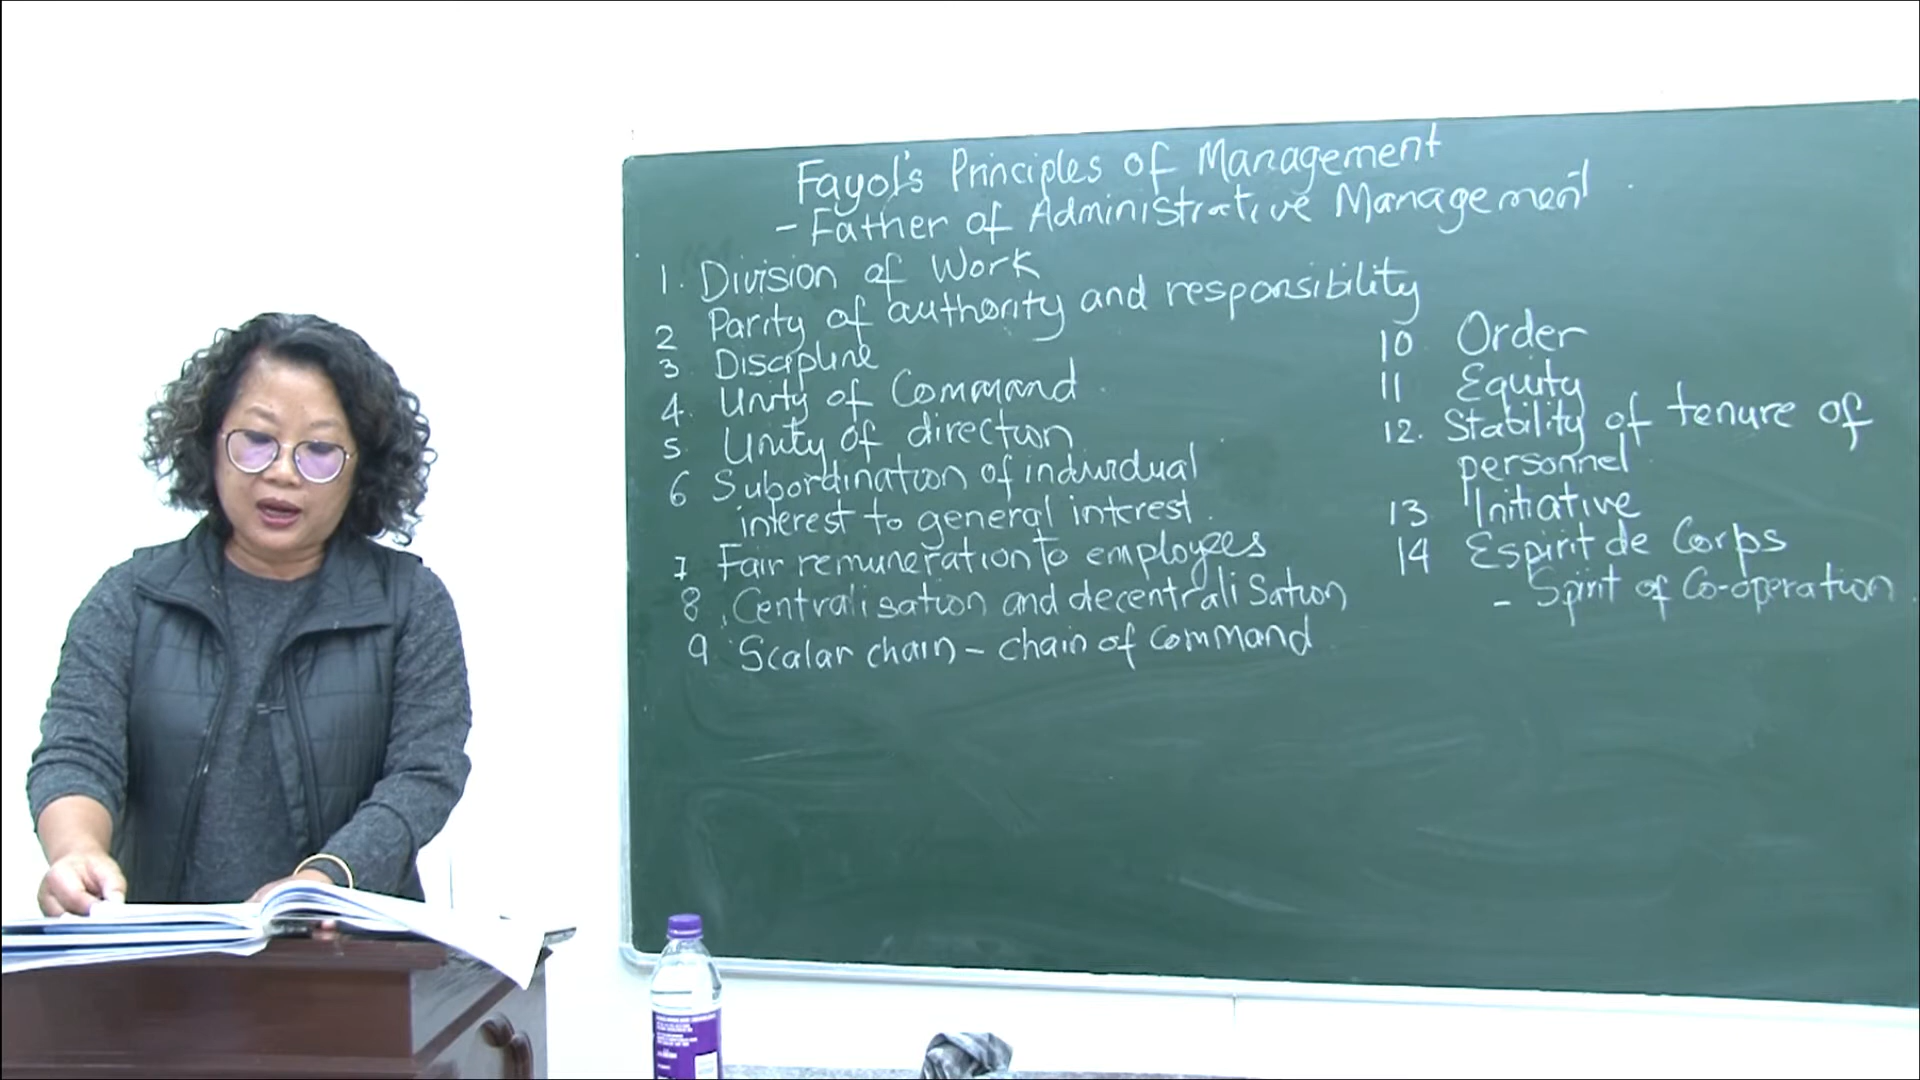 Fayol's Principles of Management
- Father of Administrative Management
1. Division of Work
2 Parity of authority and responsibility
3. Discipline
4. Unity of Command
5. Unity of direction
6 Subordination of individual
interest to general interest.
7 Fair remuneration to employees
8. Centralisation and decentralisation
9. Scalar chain - chain of command
10 Order
11 Equity
12. Stability of tenure of
personnel
13 Initiative
14 Espirit de Corps
- Spirit of Co-operation